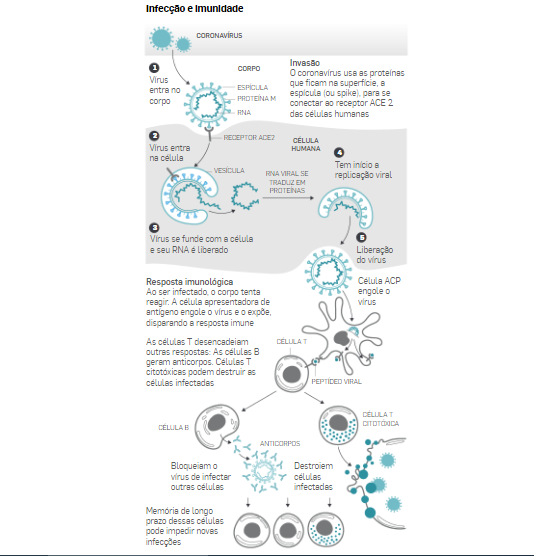 Infecção e Imunidade
CORONAVÍRUS
1
Vírus
entra no
corpo
CORPO
ESPÍCULA
PROTEÍNA M
RNA
Invasão
O coronavírus usa as proteínas
que ficam na superfície, a
espícula (ou spike), para se
conectar ao receptor ACE 2
das células humanas
2
Vírus entra
na célula
RECEPTOR ACE2
CÉLULA
HUMANA
VESÍCULA
RNA VIRAL SE
TRADUZ EM
PROTEÍNAS
4
Tem início a
replicação viral
3
Vírus se funde com a célula
e seu RNA é liberado
5
Liberação
do vírus
Resposta imunológica
Ao ser infectado, o corpo tenta
reagir. A célula apresentadora de
antígeno engole o vírus e o expõe,
disparando a resposta imune
Célula ACP
engole o
vírus
As células T desencadeiam
outras respostas: As células B
geram anticorpos. Células T
citotóxicas podem destruir as
células infectadas
CÉLULA T
PEPTÍDEO VIRAL
CÉLULA B
CÉLULA T
CITOTÓXICA
ANTICORPOS
Bloqueiam o
vírus de infectar
outras células
Destroem
células
infectadas
Memória de longo
prazo dessas células
pode impedir novas
infecções